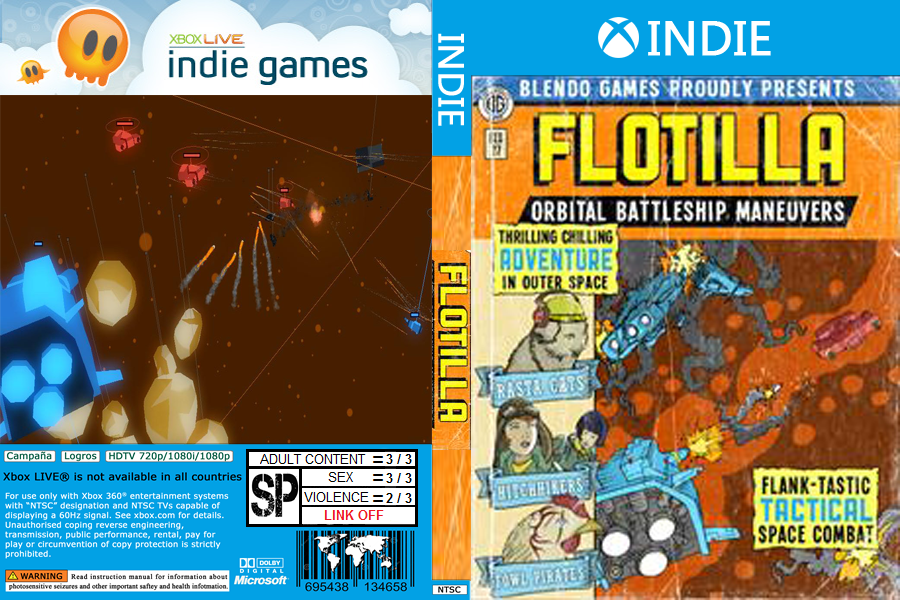 XBOX LIVE
indie games
Campaña Logros HDTV 720p/1080i/1080p
Xbox LIVE® is not available in all countries
For use only with Xbox 360® entertainment systems
with "NTSC" designation and NTSC TVs capable of
displaying a 60Hz signal. See xbox.com for details.
Unauthorised coping reverse engineering,
transmission, public performance, rental, pay for
play or circumvention of copy protection is strictly
prohibited.
WARNING Read instruction manual for information about
photosensitive seizures and other important saftey and health infotmation.
ADULT CONTENT = 3 / 3
SP
SEX = 3 / 3
VIOLENCE = 2 / 3
LINK OFF
DOLBY
DIGITAL
Microsoft
695438 134658
INDIE
FLOTILLA
NTSC
INDIE
BLENDO GAMES PROUDLY PRESENTS
BG
FLOTILLA
ORBITAL BATTLESHIP MANEUVERS
THRILLING CHILLING
ADVENTURE
IN OUTER SPACE
RASTA CATS
HITCHHIKERS
FOWL PIRATES
FLANK-TASTIC
TACTICAL
SPACE COMBAT!